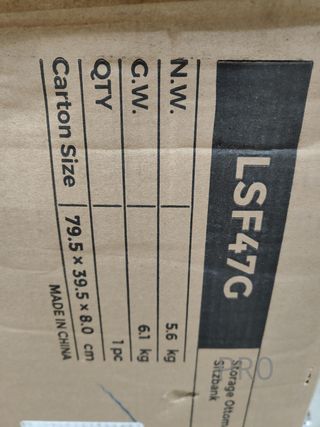 LSF47G
Storage Ottom
Sitzbank
N.W. 5.6 kg
G.W. 6.1 kg
QTY 1 pc
Carton Size 79.5 × 39.5 × 8.0 cm
MADE IN CHINA